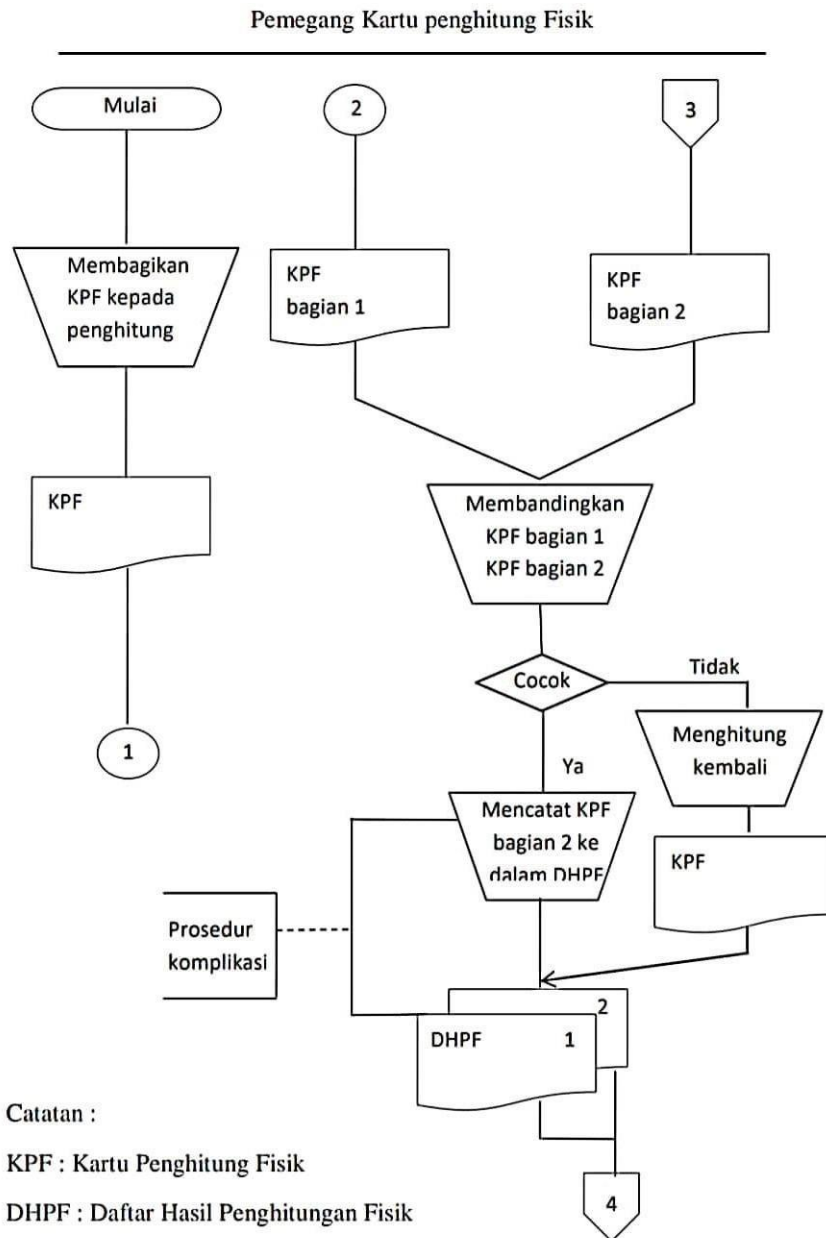 Pemegang Kartu penghitung Fisik
Mulai
Membagikan
KPF kepada
penghitung
KPF
1
2
KPF
bagian 1
3
KPF
bagian 2
Membandingkan
KPF bagian 1
KPF bagian 2
Cocok
Tidak
Menghitung
kembali
KPF
Ya
Mencatat KPF
bagian 2 ke
dalam DHPF
Prosedur
komplikasi
2
DHPF 1
4
Catatan :
KPF : Kartu Penghitung Fisik
DHPF : Daftar Hasil Penghitungan Fisik